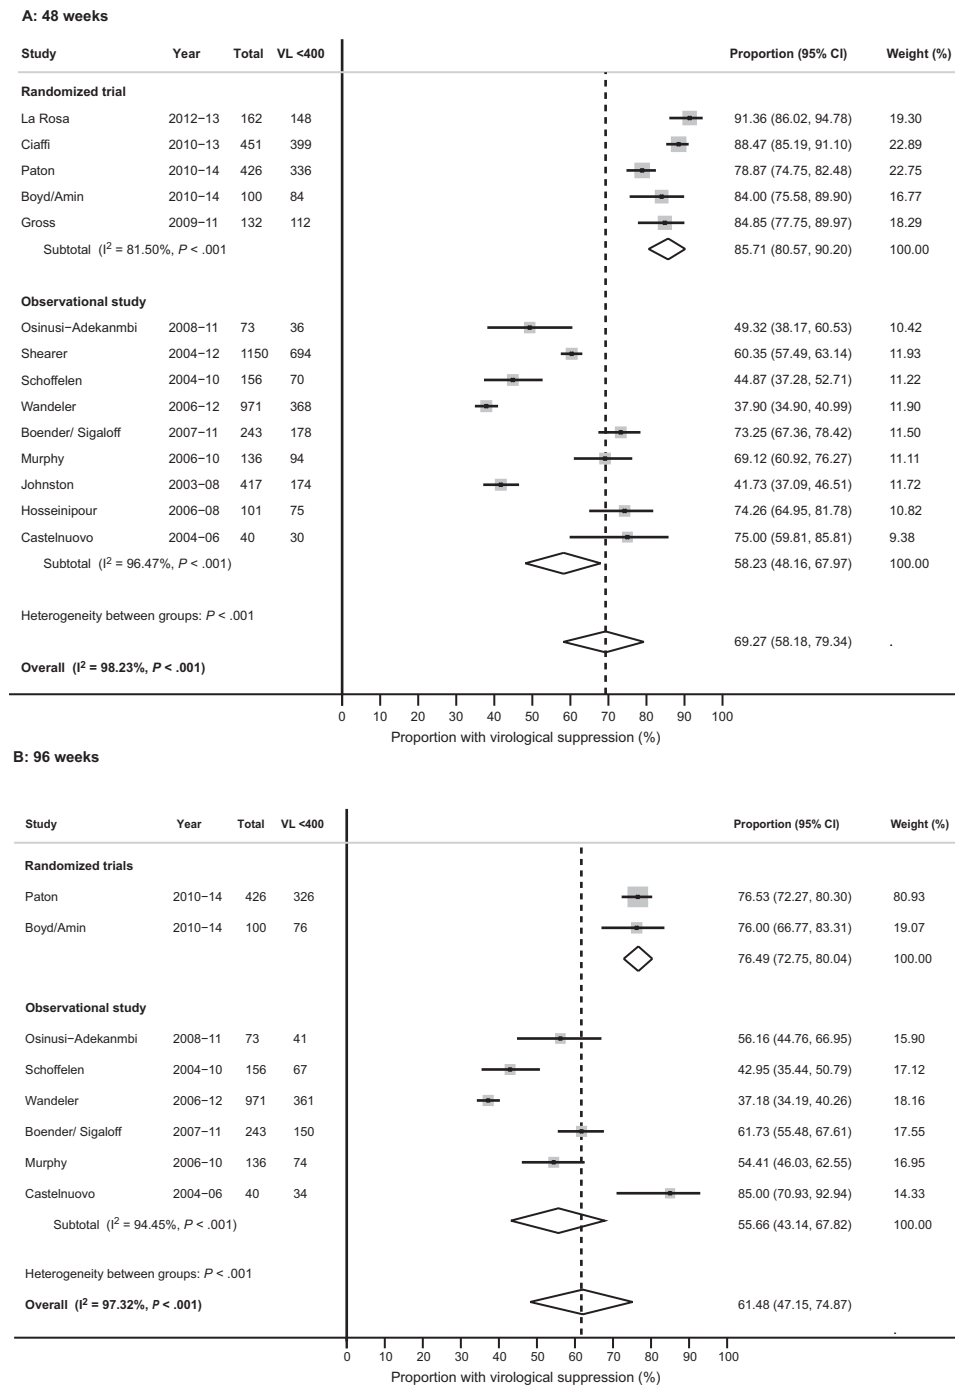 A: 48 weeks
Study Year Total VL <400 Proportion (95% CI) Weight (%)
Randomized trial
La Rosa 2012-13 162 148 91.36 (86.02, 94.78) 19.30
Ciaffi 2010-13 451 399 88.47 (85.19, 91.10) 22.89
Paton 2010-14 426 336 78.87 (74.75, 82.48) 22.75
Boyd/Amin 2010-14 100 84 84.00 (75.58, 89.90) 16.77
Gross 2009-11 132 112 84.85 (77.75, 89.97) 18.29
Subtotal (I² = 81.50%, P < .001 85.71 (80.57, 90.20) 100.00
Observational study
Osinusi−Adekanmbi 2008-11 73 36 49.32 (38.17, 60.53) 10.42
Shearer 2004-12 1150 694 60.35 (57.49, 63.14) 11.93
Schoffelen 2004-10 156 70 44.87 (37.28, 52.71) 11.22
Wandeler 2006-12 971 368 37.90 (34.90, 40.99) 11.90
Boender/ Sigaloff 2007-11 243 178 73.25 (67.36, 78.42) 11.50
Murphy 2006-10 136 94 69.12 (60.92, 76.27) 11.11
Johnston 2003-08 417 174 41.73 (37.09, 46.51) 11.72
Hosseinipour 2006-08 101 75 74.26 (64.95, 81.78) 10.82
Castelnuovo 2004-06 40 30 75.00 (59.81, 85.81) 9.38
Subtotal (I² = 96.47%, P < .001) 58.23 (48.16, 67.97) 100.00
Heterogeneity between groups: P < .001
69.27 (58.18, 79.34) .
Overall (I² = 98.23%, P < .001)
0 10 20 30 40 50 60 70 80 90 100
Proportion with virological suppression (%)
B: 96 weeks
Study Year Total VL <400 Proportion (95% CI) Weight (%)
Randomized trials
Paton 2010-14 426 326 76.53 (72.27, 80.30) 80.93
Boyd/Amin 2010-14 100 76 76.00 (66.77, 83.31) 19.07
76.49 (72.75, 80.04) 100.00
Observational study
Osinusi−Adekanmbi 2008-11 73 41 56.16 (44.76, 66.95) 15.90
Schoffelen 2004-10 156 67 42.95 (35.44, 50.79) 17.12
Wandeler 2006-12 971 361 37.18 (34.19, 40.26) 18.16
Boender/ Sigaloff 2007-11 243 150 61.73 (55.48, 67.61) 17.55
Murphy 2006-10 136 74 54.41 (46.03, 62.55) 16.95
Castelnuovo 2004-06 40 34 85.00 (70.93, 92.94) 14.33
Subtotal (I² = 94.45%, P < .001) 55.66 (43.14, 67.82) 100.00
Heterogeneity between groups: P < .001
Overall (I² = 97.32%, P < .001) 61.48 (47.15, 74.87)
.
0 10 20 30 40 50 60 70 80 90 100
Proportion with virological suppression (%)